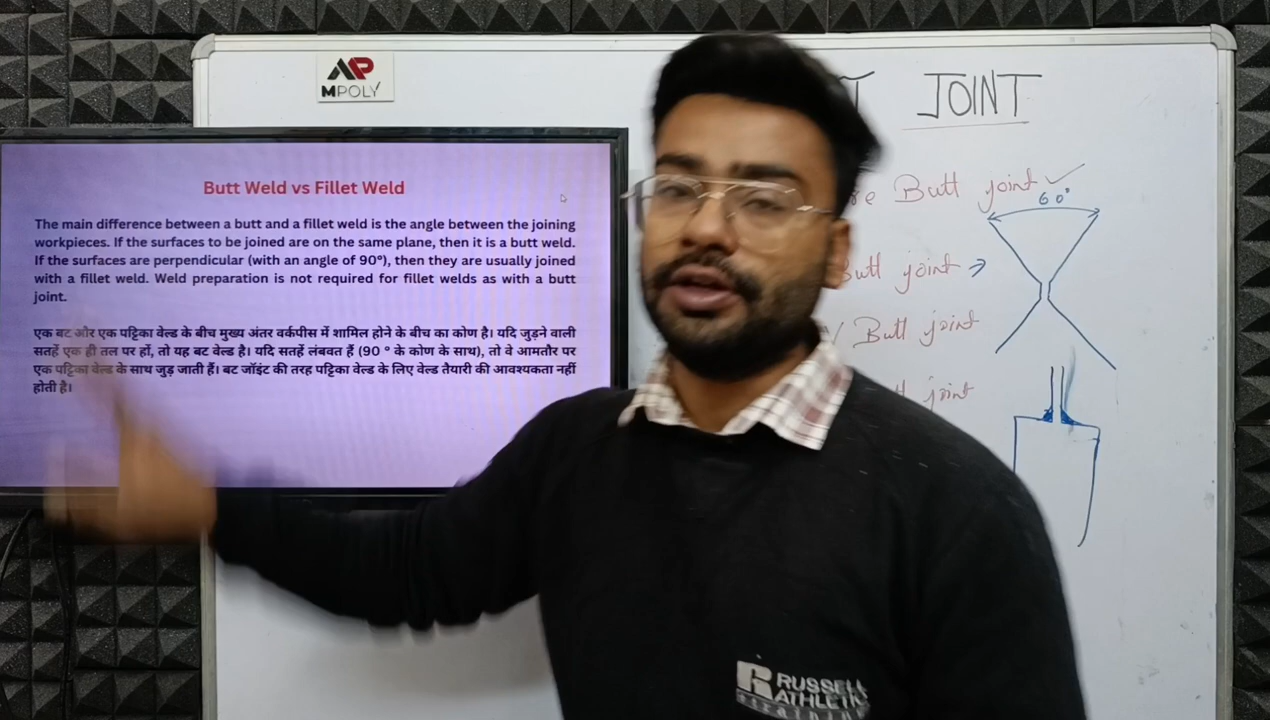 MPOLY
JOINT
Butt Weld vs Fillet Weld
The main difference between a butt and a fillet weld is the angle between the joining
workpieces. If the surfaces to be joined are on the same plane, then it is a butt weld.
If the surfaces are perpendicular (with an angle of 90°), then they are usually joined
with a fillet weld. Weld preparation is not required for fillet welds as with a butt
joint.
एक बट और एक पट्टिका वेल्ड के बीच मुख्य अंतर वर्कपीस में शामिल होने के बीच का कोण है। यदि जुड़ने वाली
सतहें एक ही तल पर हों, तो यह बट वेल्ड है। यदि सतहें लंबवत हैं (90 ° के कोण के साथ), तो वे आमतौर पर
एक पट्टिका वेल्ड के साथ जुड़ जाती हैं। बट जॉइंट की तरह पट्टिका वेल्ड के लिए वेल्ड तैयारी की आवश्यकता नहीं
होती है।
Butt joint
60°
Butt joint
V Butt joint
joint
RUSSELL
ATHLETIC